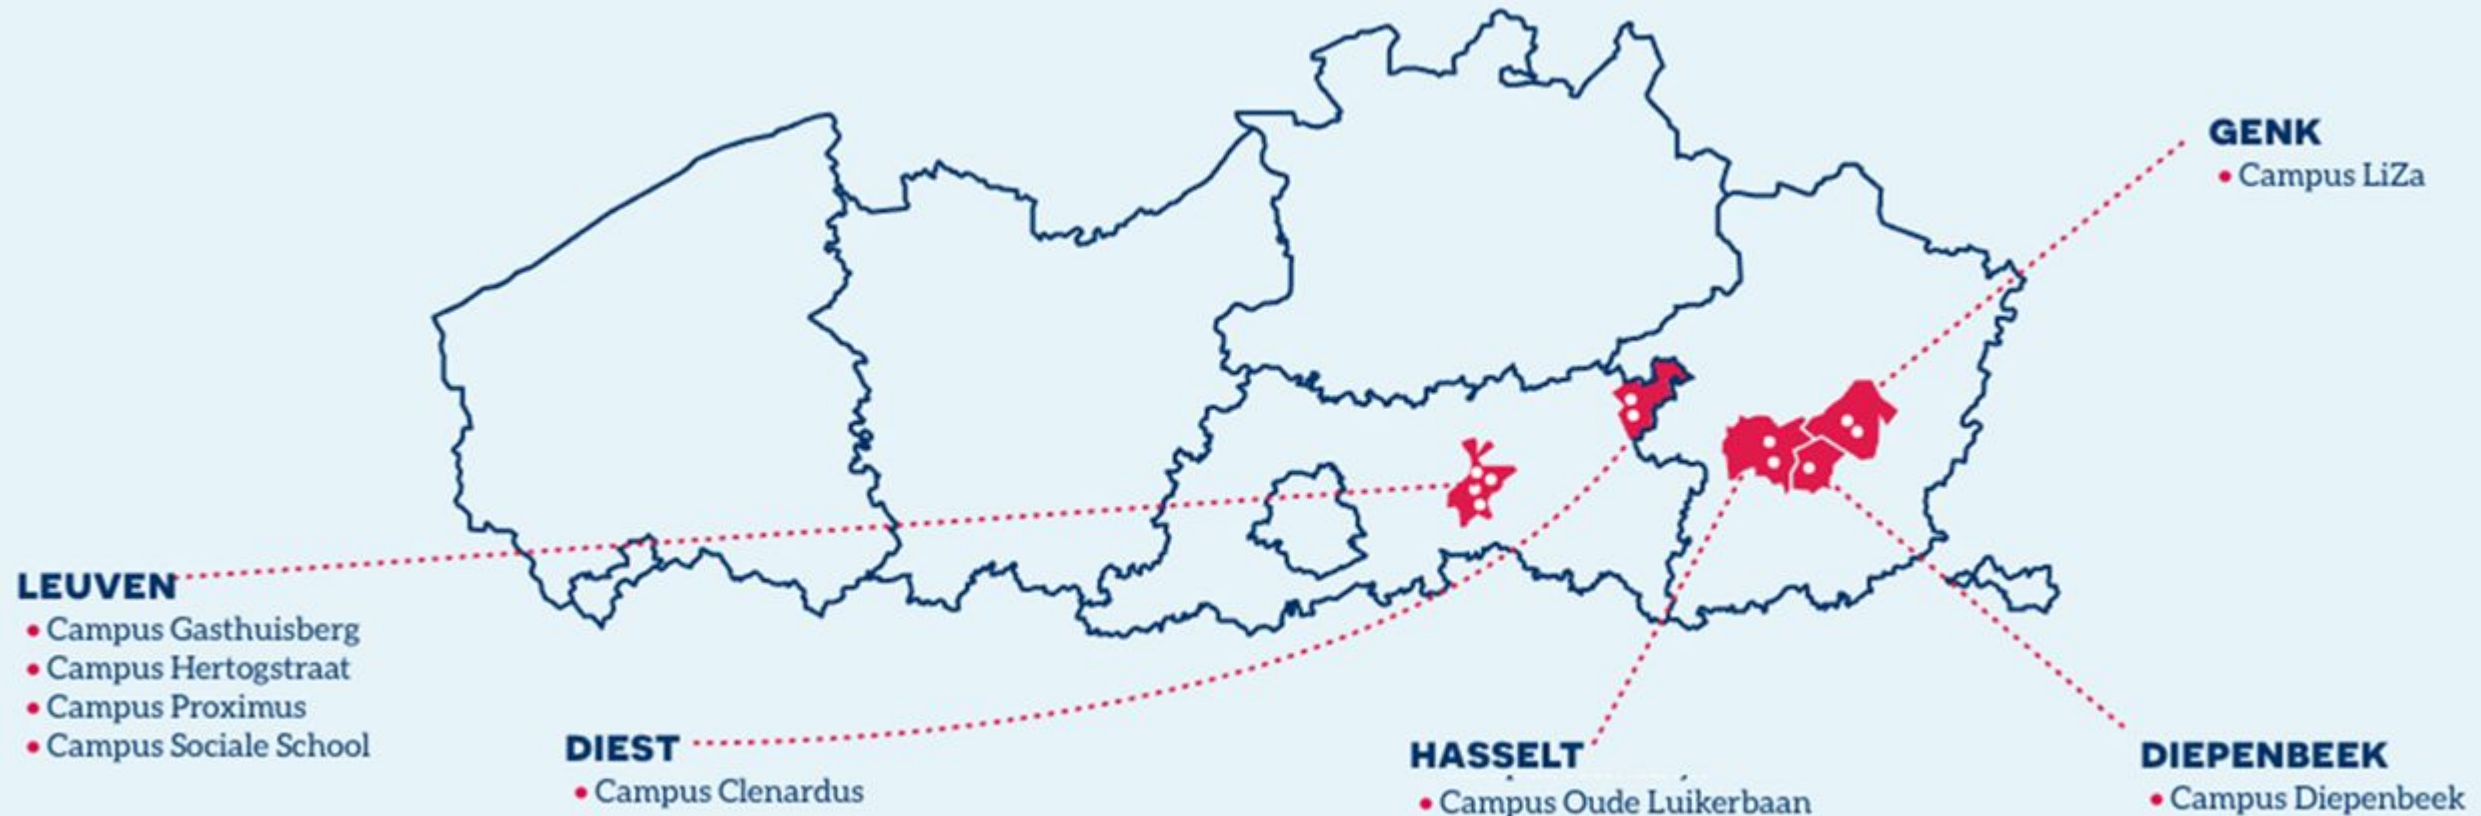 GENK
• Campus LiZa
LEUVEN
• Campus Gasthuisberg
• Campus Hertogstraat
• Campus Proximus
• Campus Sociale School
DIEST
• Campus Clenardus
HASSELT
• Campus Oude Luikerbaan
DIEPENBEEK
• Campus Diepenbeek